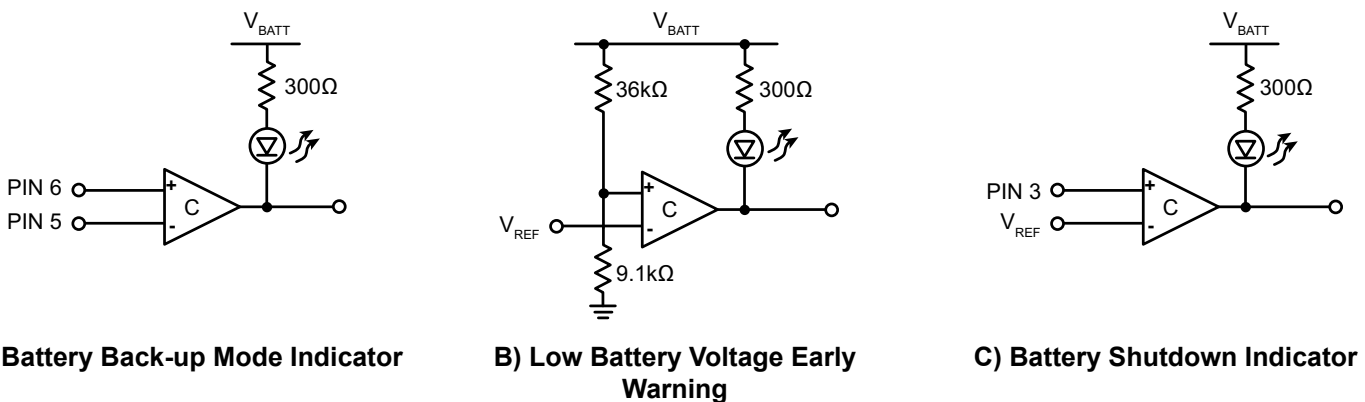 V_BATT
300Ω
PIN 6
PIN 5
+
-
C
Battery Back-up Mode Indicator
V_BATT
36kΩ
300Ω
+
-
C
V_REF
9.1kΩ
B) Low Battery Voltage Early
Warning
V_BATT
300Ω
PIN 3
V_REF
+
-
C
C) Battery Shutdown Indicator